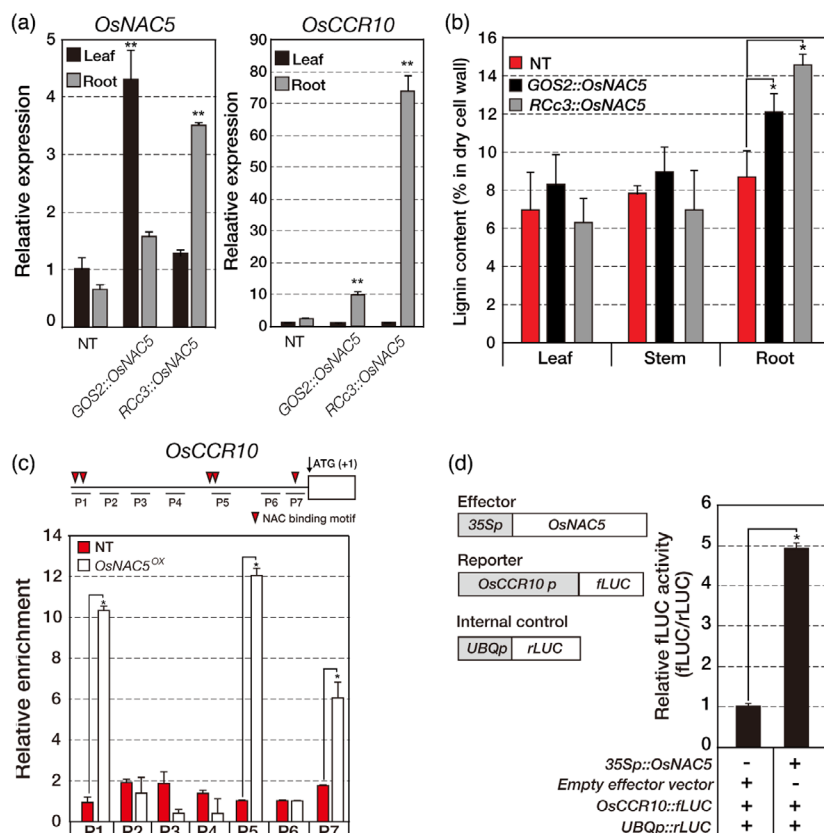 (a)
OsNAC5
Relaative expression
5
4
3
2
1
0
Leaf
Root
**
**
NT
GOS2::OsNAC5
RCc3::OsNAC5
OsCCR10
Relaative expression
90
80
70
60
50
40
30
20
10
0
Leaf
Root
**
**
NT
GOS2::OsNAC5
RCc3::OsNAC5
(b)
Lignin content (% in dry cell wall)
16
14
12
10
8
6
4
2
0
NT
GOS2::OsNAC5
RCc3::OsNAC5
*
*
Leaf Stem Root
(c)
OsCCR10
ATG (+1)
P1 P2 P3 P4 P5 P6 P7
NAC binding motif
Relative enrichment
14
12
10
8
6
4
2
0
NT
OsNAC5OX
*
*
*
P1 P2 P3 P4 P5 P6 P7
(d)
Effector
35Sp OsNAC5
Reporter
OsCCR10 p fLUC
Internal control
UBQp rLUC
Relative fLUC activity
(fLUC/rLUC)
6
5
4
3
2
1
0
*
35Sp::OsNAC5 - +
Empty effector vector + -
OsCCR10::fLUC + +
UBQp::rLUC + +